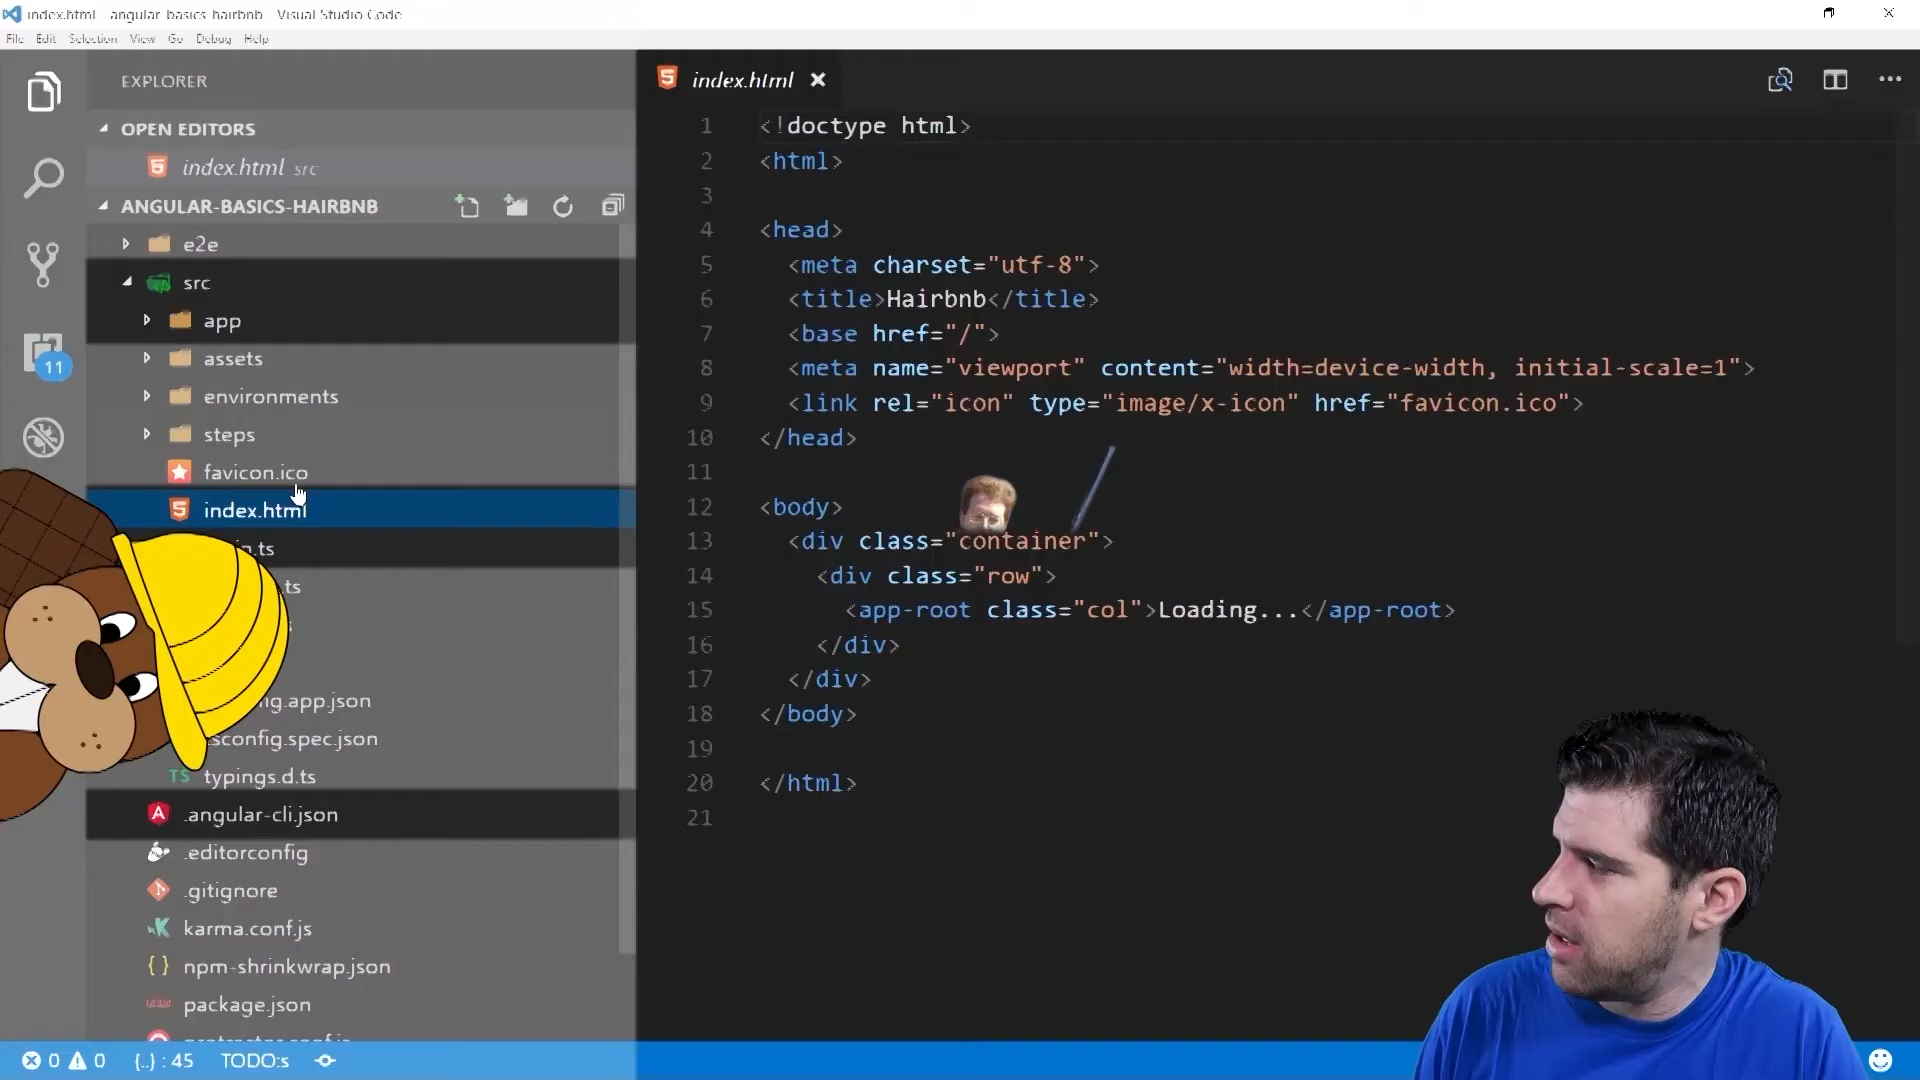 index.html - angular-basics-hairbnb - Visual Studio Code
File Edit Selection View Go Debug Help
EXPLORER
OPEN EDITORS
index.html src
ANGULAR-BASICS-HAIRBNB
e2e
src
app
assets
environments
steps
favicon.ico
index.html
.ts
.ts
ig.app.json
sconfig.spec.json
TS typings.d.ts
.angular-cli.json
.editorconfig
.gitignore
karma.conf.js
{} npm-shrinkwrap.json
package.json
11
index.html
1 <!doctype html>
2 <html>
3
4 <head>
5 <meta charset="utf-8">
6 <title>Hairbnb</title>
7 <base href="/">
8 <meta name="viewport" content="width=device-width, initial-scale=1">
9 <link rel="icon" type="image/x-icon" href="favicon.ico">
10 </head>
11
12 <body>
13 <div class="container">
14 <div class="row">
15 <app-root class="col">Loading...</app-root>
16 </div>
17 </div>
18 </body>
19
20 </html>
21
0 0 {..} : 45 TODO:s